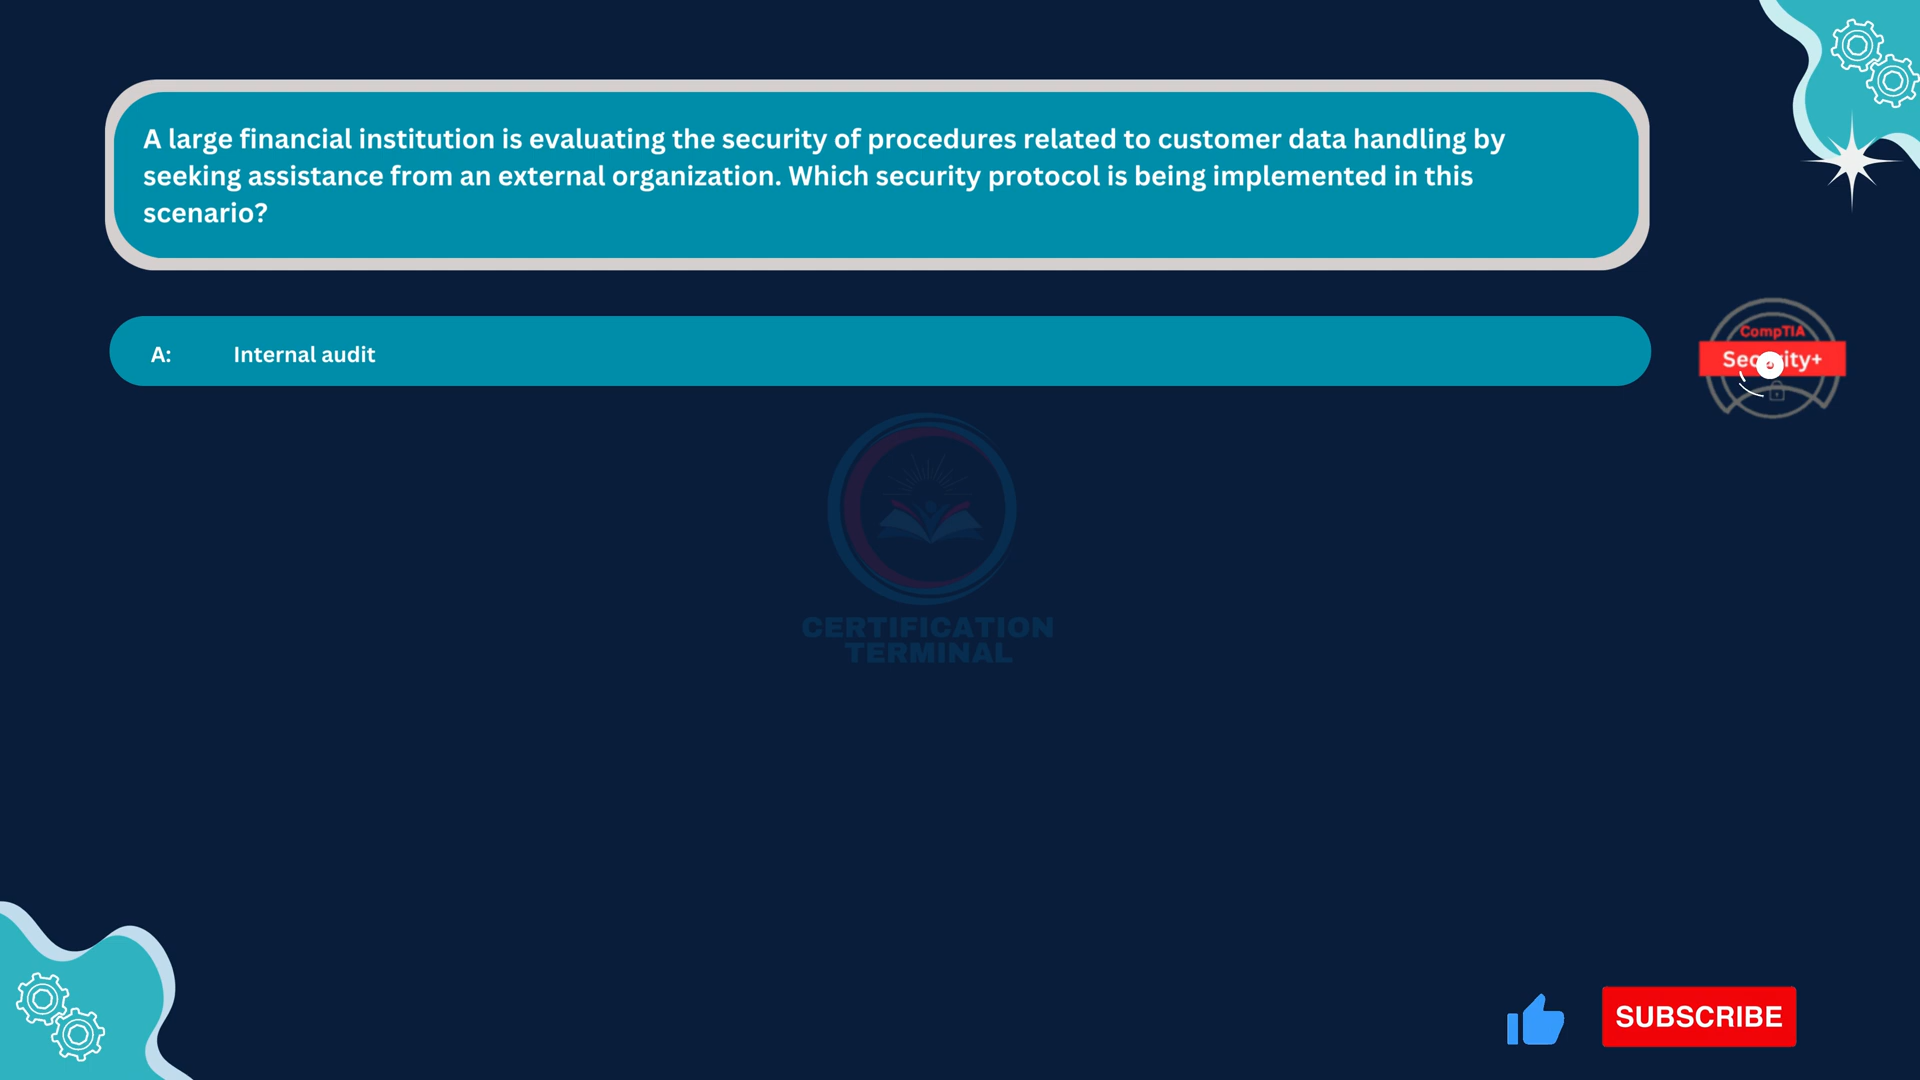 A large financial institution is evaluating the security of procedures related to customer data handling by
seeking assistance from an external organization. Which security protocol is being implemented in this
scenario?
A: Internal audit
CompTIA
Security+
CERTIFICATION
TERMINAL
SUBSCRIBE